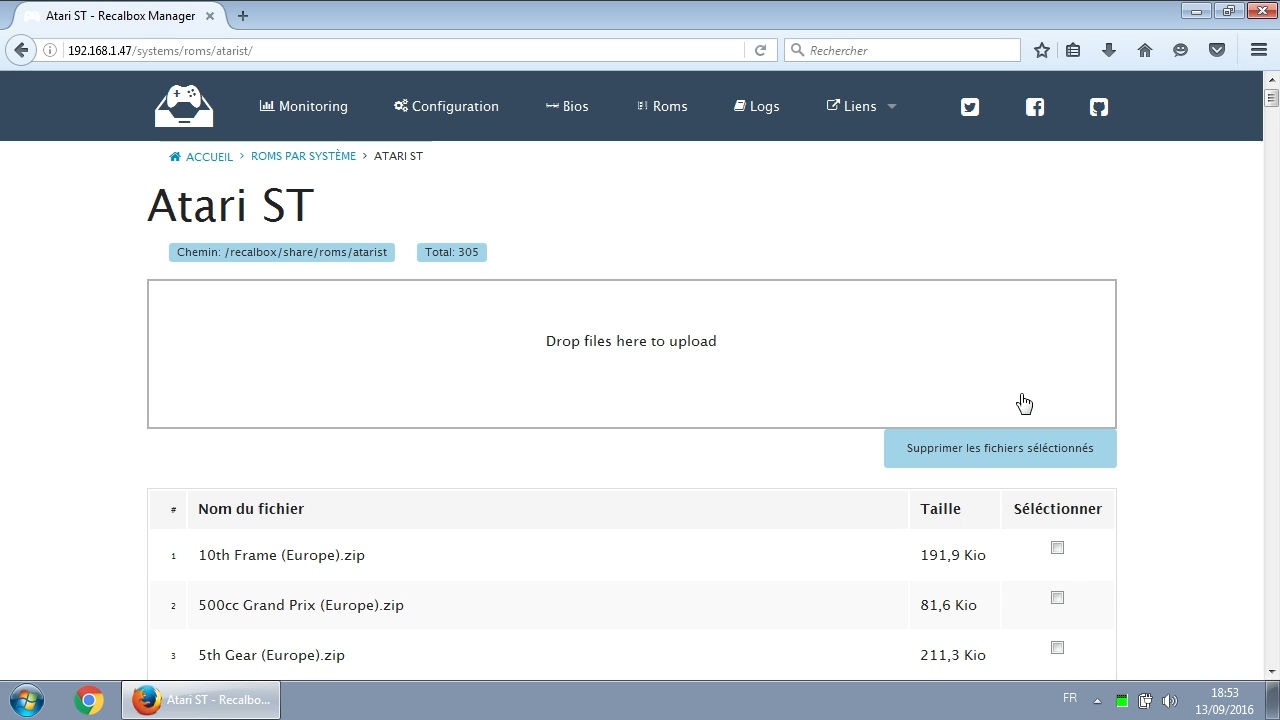 Atari ST - Recalbox Manager
192.168.1.47/systems/roms/atarist/
Rechercher
Monitoring Configuration Bios Roms Logs Liens
ACCUEIL > ROMS PAR SYSTÈME > ATARI ST
Atari ST
Chemin: /recalbox/share/roms/atarist Total: 305
Drop files here to upload
Supprimer les fichiers séléctionnés
# Nom du fichier Taille Séléctionner
1 10th Frame (Europe).zip 191,9 Kio
2 500cc Grand Prix (Europe).zip 81,6 Kio
3 5th Gear (Europe).zip 211,3 Kio
Atari ST - Recalbo... FR 18:53
13/09/2016